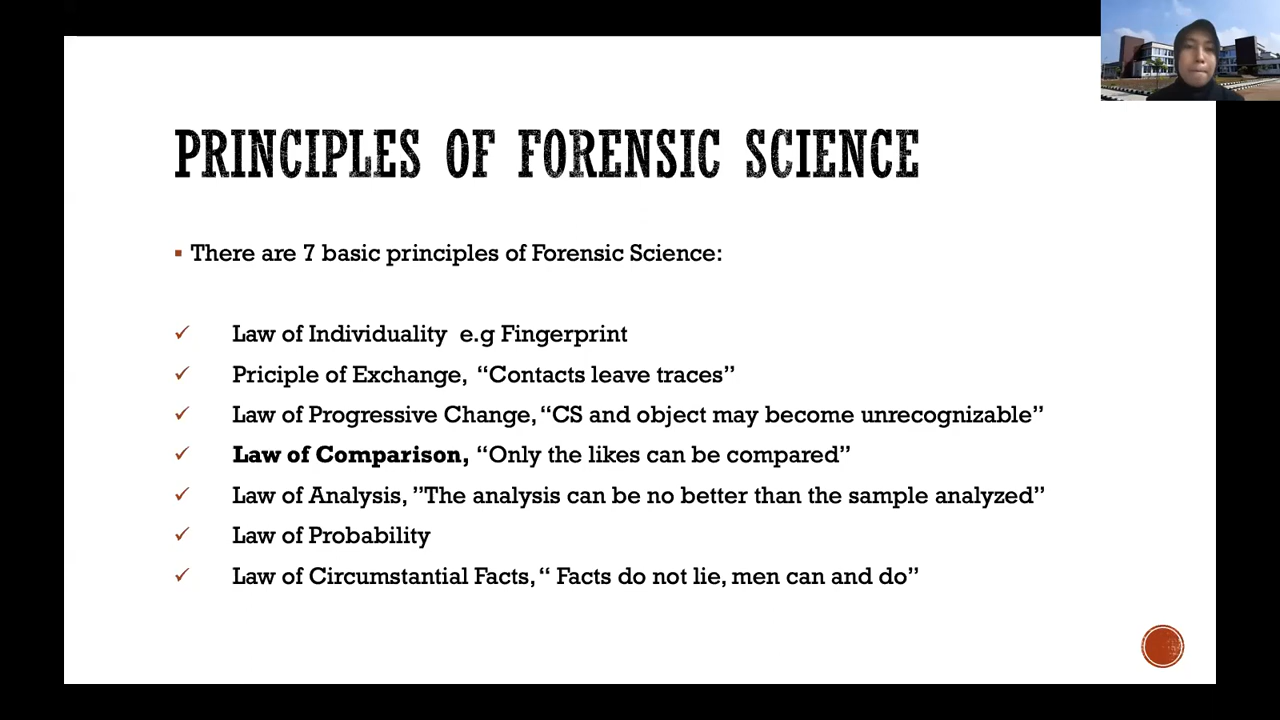 PRINCIPLES OF FORENSIC SCIENCE
There are 7 basic principles of Forensic Science:
Law of Individuality e.g Fingerprint
Priciple of Exchange, “Contacts leave traces”
Law of Progressive Change, “CS and object may become unrecognizable”
Law of Comparison, “Only the likes can be compared”
Law of Analysis, ”The analysis can be no better than the sample analyzed”
Law of Probability
Law of Circumstantial Facts, “ Facts do not lie, men can and do”